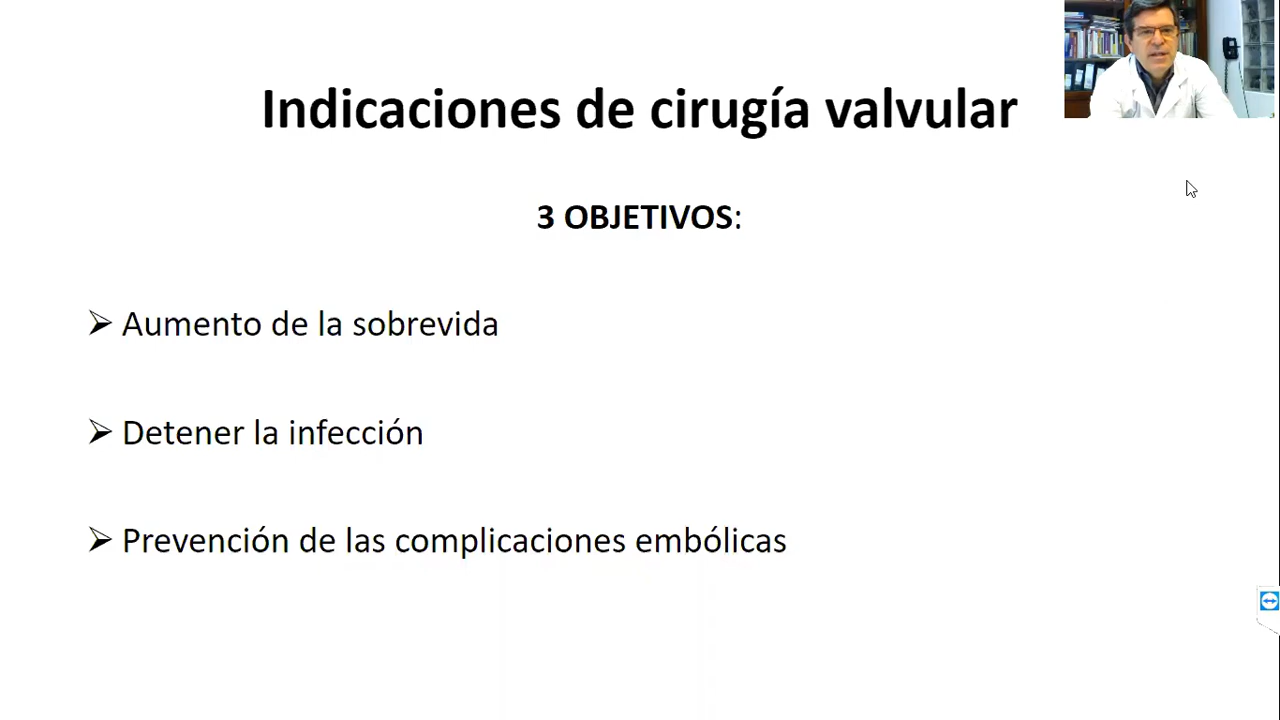 Indicaciones de cirugía valvular
3 OBJETIVOS:
Aumento de la sobrevida
Detener la infección
Prevención de las complicaciones embólicas